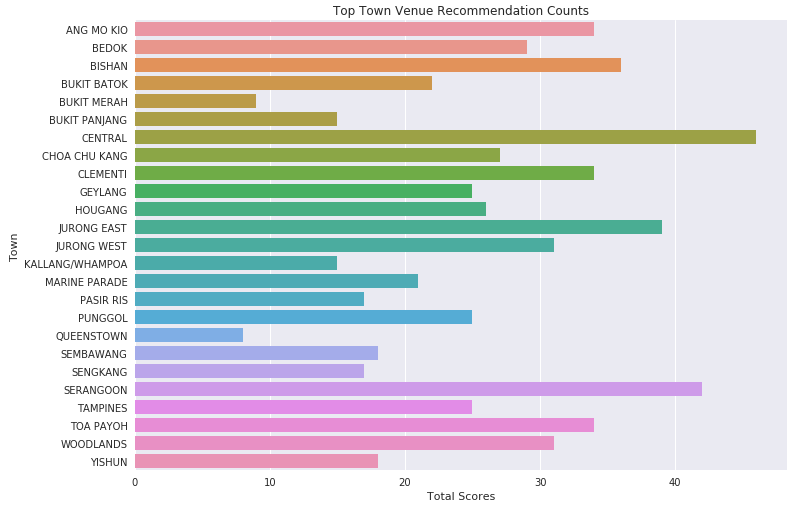 Top Town Venue Recommendation Counts
ANG MO KIO
BEDOK
BISHAN
BUKIT BATOK
BUKIT MERAH
BUKIT PANJANG
CENTRAL
CHOA CHU KANG
CLEMENTI
GEYLANG
HOUGANG
JURONG EAST
JURONG WEST
KALLANG/WHAMPOA
MARINE PARADE
PASIR RIS
PUNGGOL
QUEENSTOWN
SEMBAWANG
SENGKANG
SERANGOON
TAMPINES
TOA PAYOH
WOODLANDS
YISHUN
Town
0 10 20 30 40
Total Scores